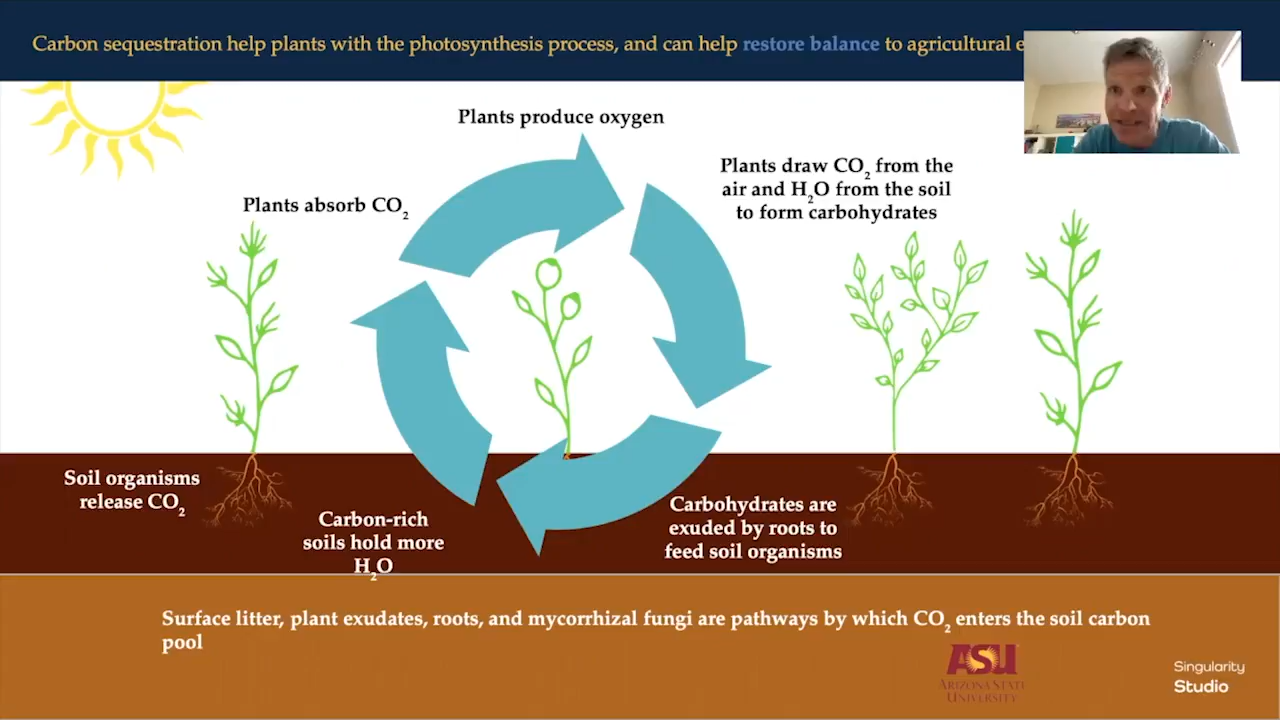 Carbon sequestration help plants with the photosynthesis process, and can help restore balance to agricultural
Plants produce oxygen
Plants draw CO₂ from the
air and H₂O from the soil
to form carbohydrates
Plants absorb CO₂
Soil organisms
release CO₂
Carbon-rich
soils hold more
H₂O
Carbohydrates are
exuded by roots to
feed soil organisms
Surface litter, plant exudates, roots, and mycorrhizal fungi are pathways by which CO₂ enters the soil carbon
pool
ASU
ARIZONA STATE
UNIVERSITY
Singularity
Studio